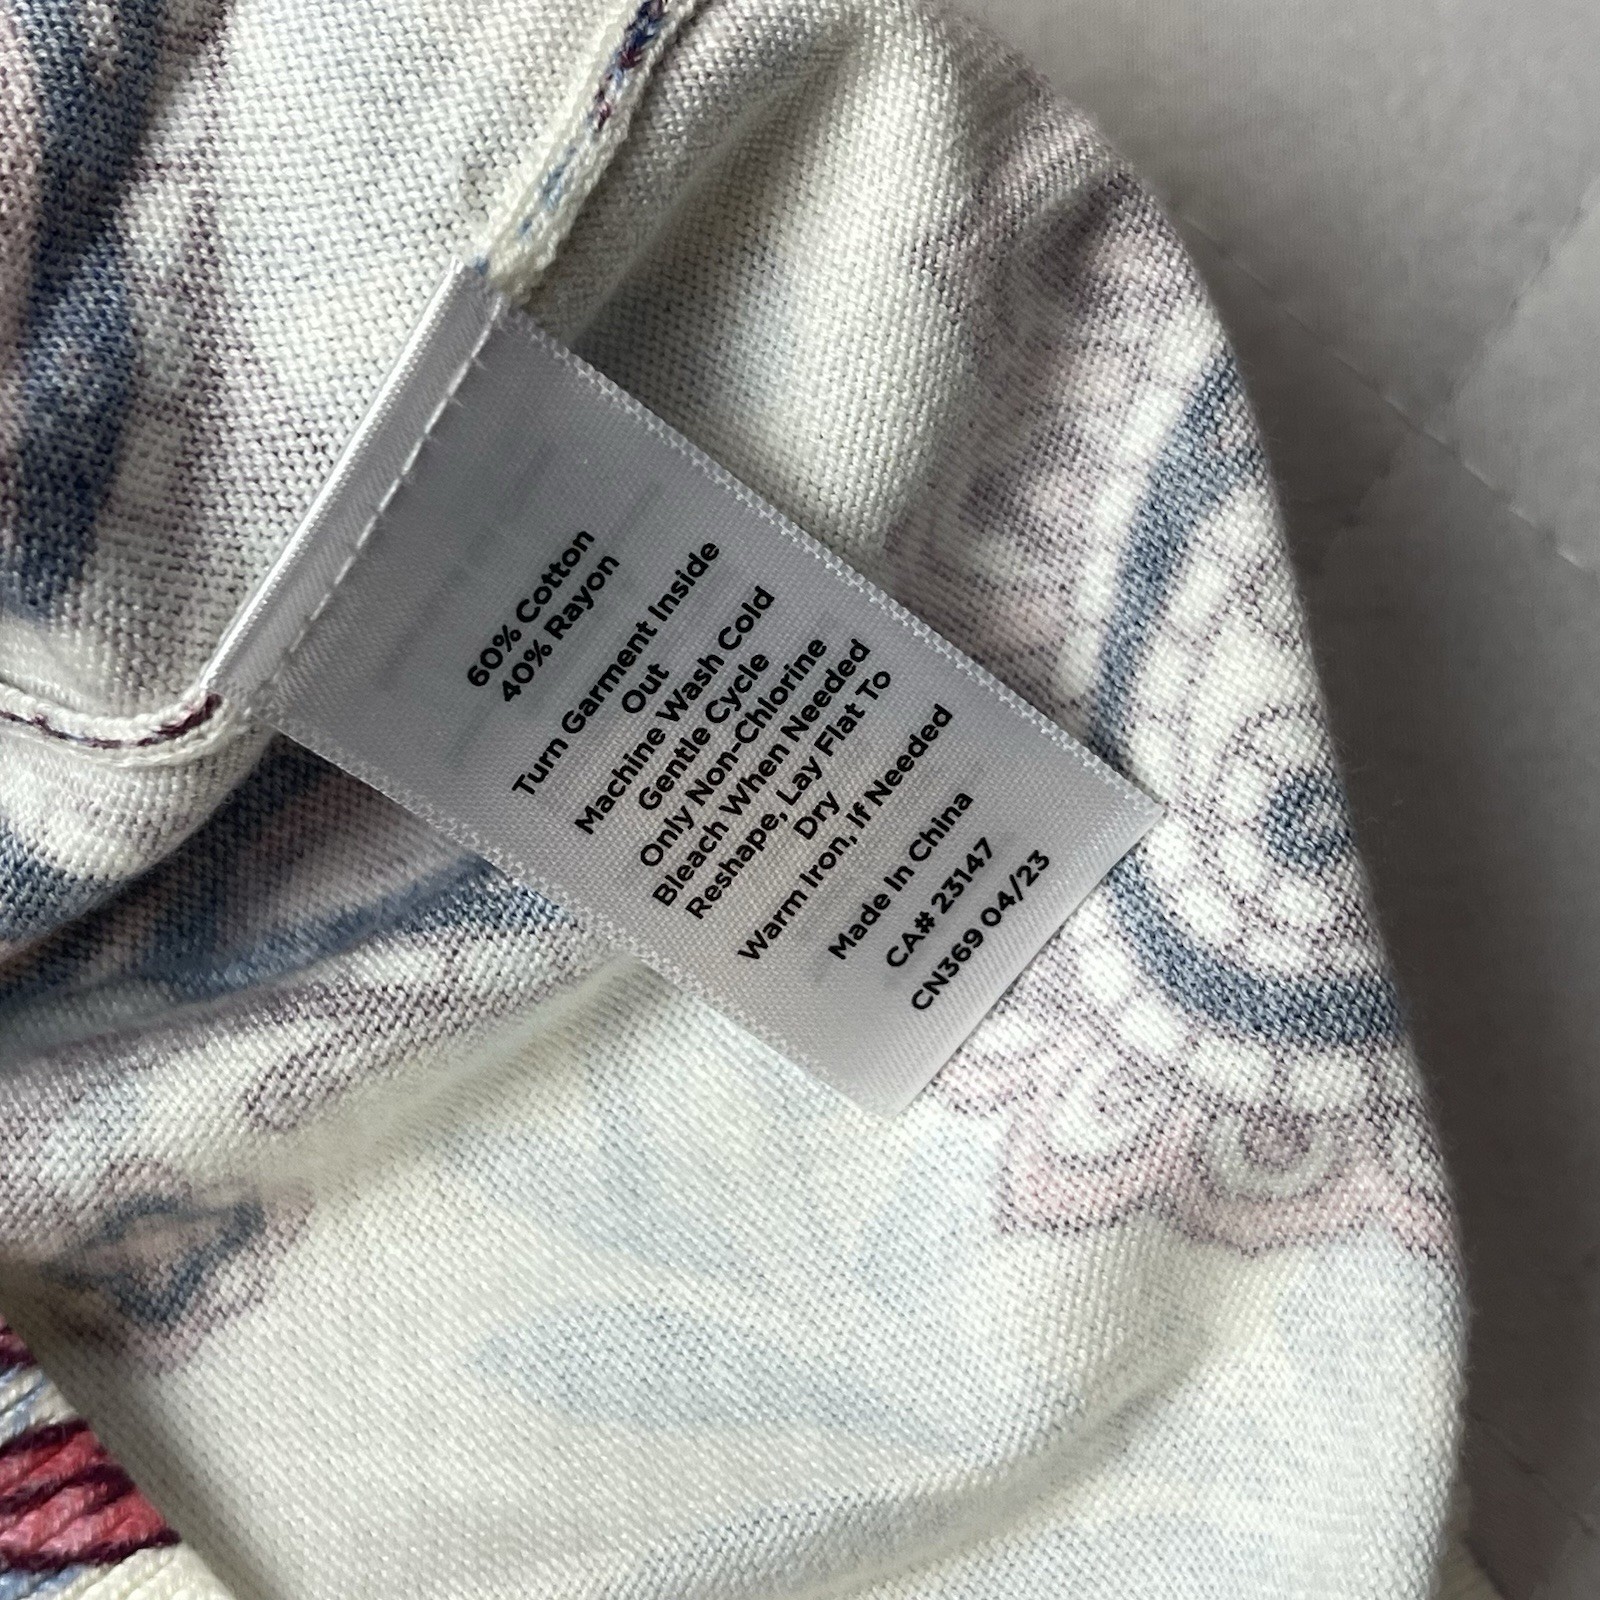 60% Cotton
40% Rayon
Turn Garment Inside
Out
Machine Wash Cold
Gentle Cycle
Only Non-Chlorine
Bleach When Needed
Reshape, Lay Flat To
Dry
Warm Iron, If Needed
Made In China
CA# 23147
CN369 04/23